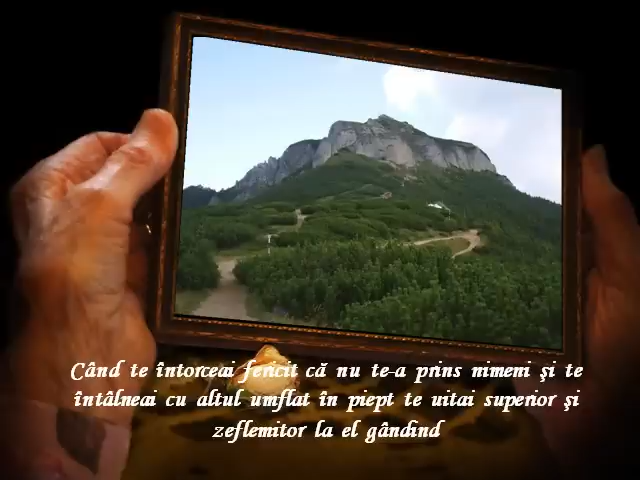 Când te întorceai fericit că nu te-a prins nimeni şi te
întâlneai cu altul umflat în piept te uitai superior şi
zeflemitor la el gândind